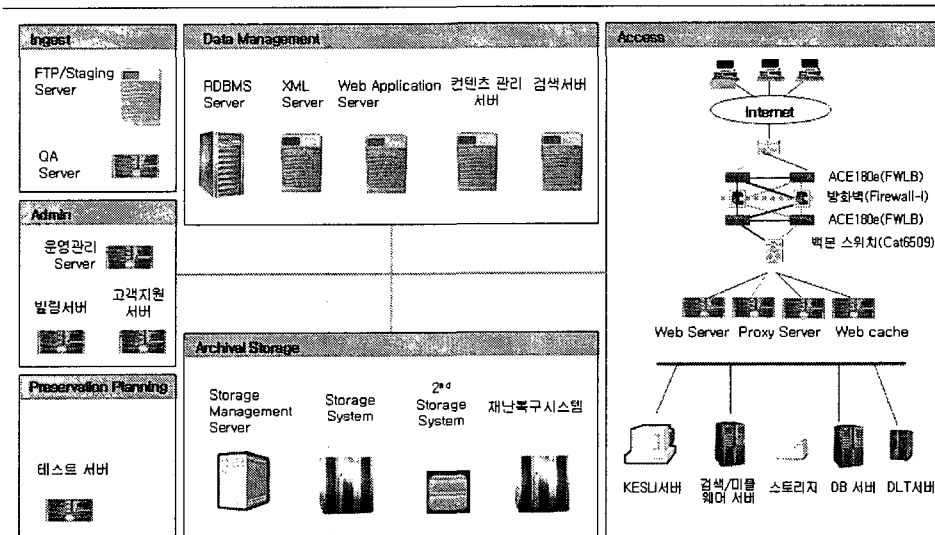 Ingest
FTP/Staging
Server
QA
Server
Data Management
RDBMS
Server
XML
Server
Web Application
Server
컨텐츠 관리
서버
검색서버
Access
Internet
ACE180e(FWLB)
방화벽(Firewall-I)
ACE180e(FWLB)
백본 스위치(Cat6509)
Web Server
Proxy Server
Web cache
KESLI서버
검색/미들
웨어 서버
스토리지
DB 서버
DLT서버
Admin
운영관리
Server
빌링서버
고객지원
서버
Archival Storage
Storage
Management
Server
Storage
System
2nd
Storage
System
재난복구시스템
Preservation Planning
테스트 서버